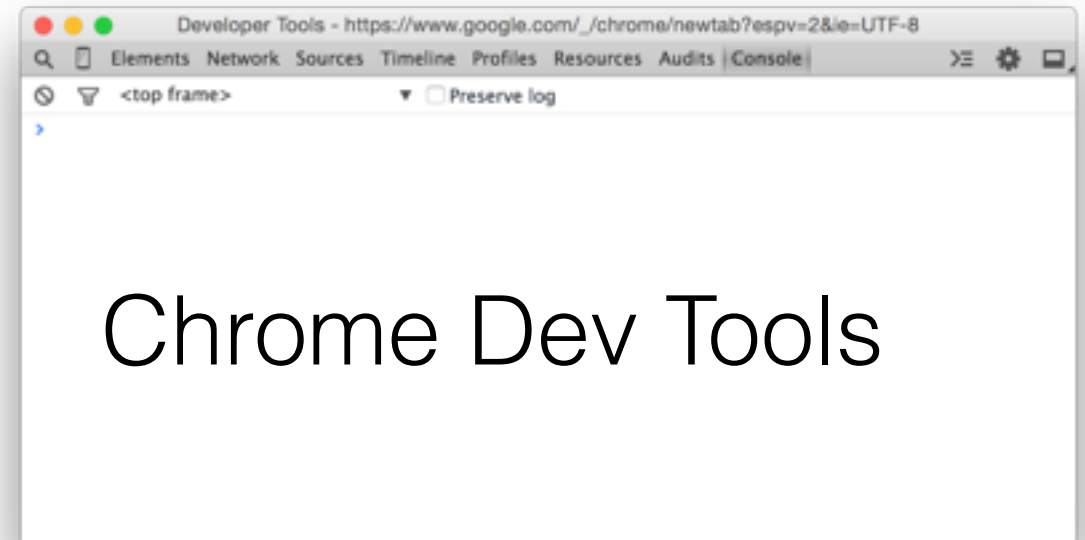 Developer Tools - https://www.google.com/_/chrome/newtab?espv=2&ie=UTF-8
Elements Network Sources Timeline Profiles Resources Audits Console
<top frame> Preserve log
Chrome Dev Tools